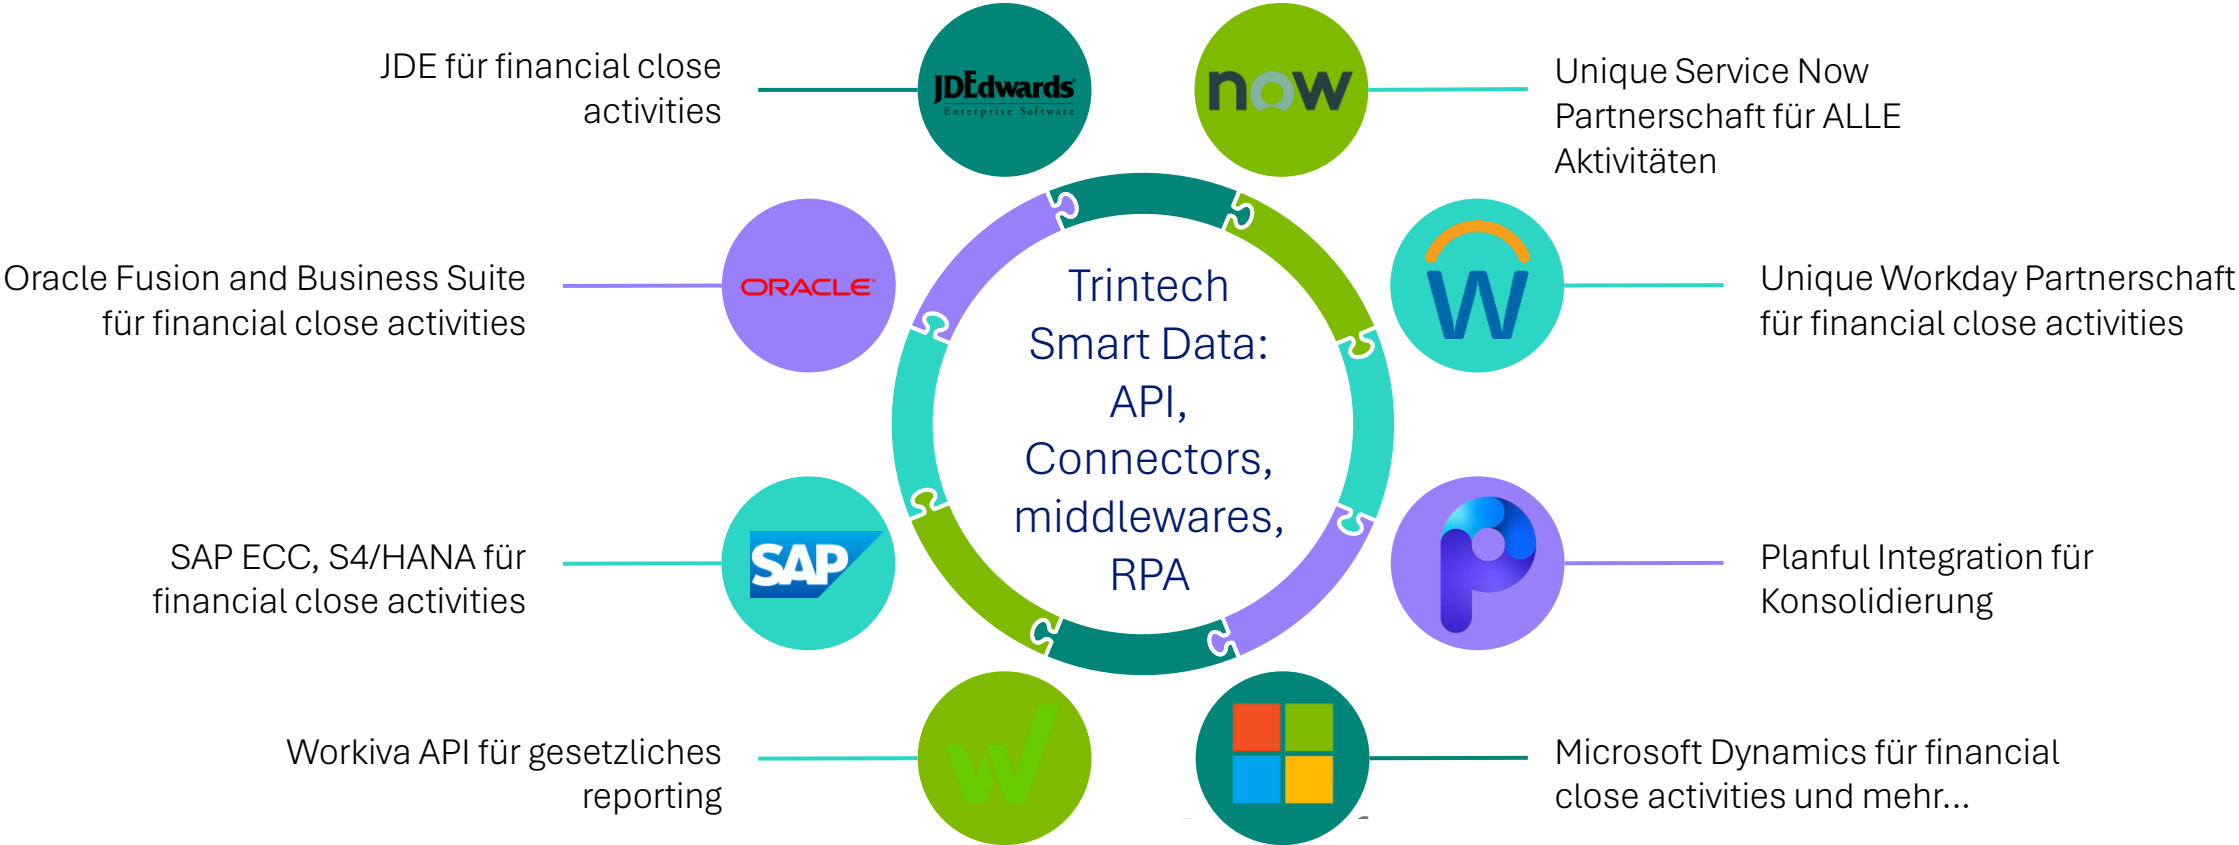 JDE für financial close
activities
JDEdwards
Enterprise Software
now
Unique Service Now
Partnerschaft für ALLE
Aktivitäten
Oracle Fusion and Business Suite
für financial close activities
ORACLE®
Trintech
Smart Data:
API,
Connectors,
middlewares,
RPA
W
Unique Workday Partnerschaft
für financial close activities
SAP ECC, S4/HANA für
financial close activities
SAP
Planful Integration für
Konsolidierung
Workiva API für gesetzliches
reporting
W
Microsoft Dynamics für financial
close activities und mehr...